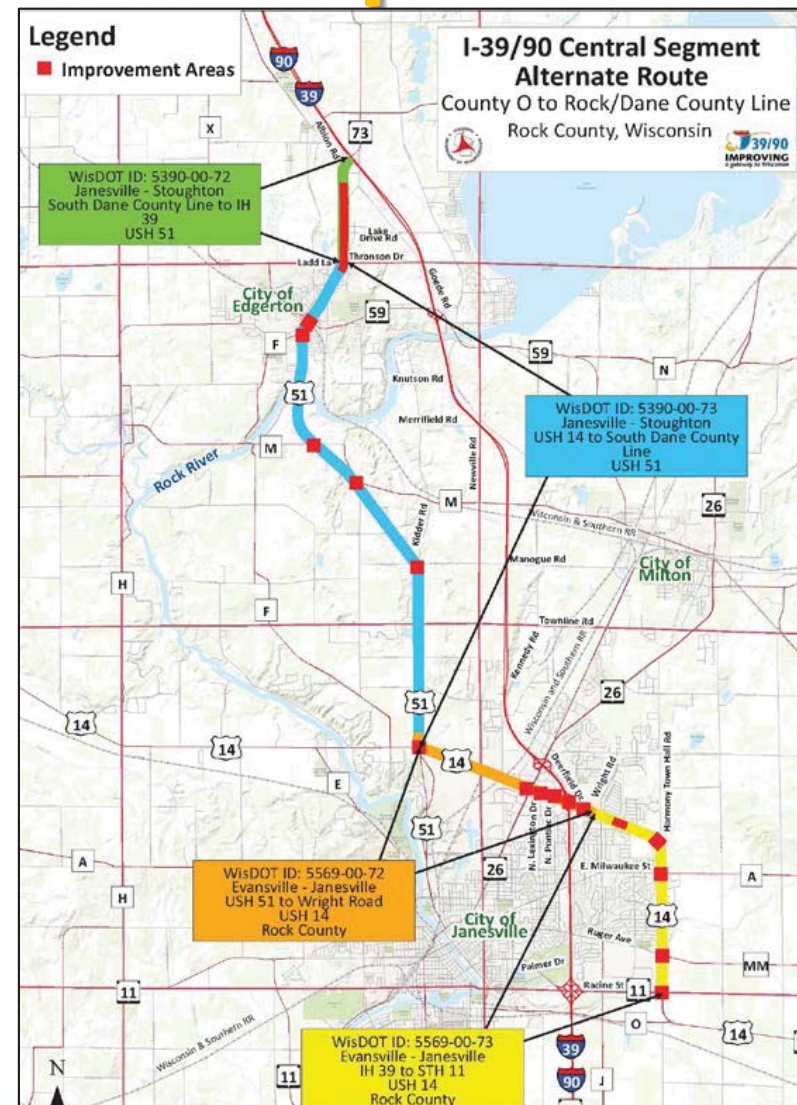 Legend
Improvement Areas
I-39/90 Central Segment
Alternate Route
County O to Rock/Dane County Line
Rock County, Wisconsin
39/90
IMPROVING
a gateway to Wisconsin
90
39
X
73
Albion Rd
WisDOT ID: 5390-00-72
Janesville - Stoughton
South Dane County Line to IH
39
USH 51
Lake
Drive Rd
Ladd La
Thronson Dr
Goede Rd
City of
Edgerton
59
F
59
N
Knutson Rd
51
Merrifield Rd
WisDOT ID: 5390-00-73
Janesville - Stoughton
USH 14 to South Dane County
Line
USH 51
M
Rock River
Newville Rd
M
26
Kidder Rd
Wisconsin & Southern RR
Manogue Rd
City of
Milton
H
F
Townline Rd
Kennedy Rd
Wisconsin and Southern RR
26
51
14
14
14
E
Deerfield Dr
Wright Rd
Harmony Town Hall Rd
51
N. Lexington Dr
N. Pontiac Dr
A
26
E. Milwaukee St
A
H
WisDOT ID: 5569-00-72
Evansville - Janesville
USH 51 to Wright Road
USH 14
Rock County
City of
Janesville
14
Ruger Ave
Palmer Dr
MM
11
Racine St
11
O
14
Wisconsin & Southern RR
WisDOT ID: 5569-00-73
Evansville - Janesville
IH 39 to STH 11
USH 14
Rock County
39
N
11
90
J